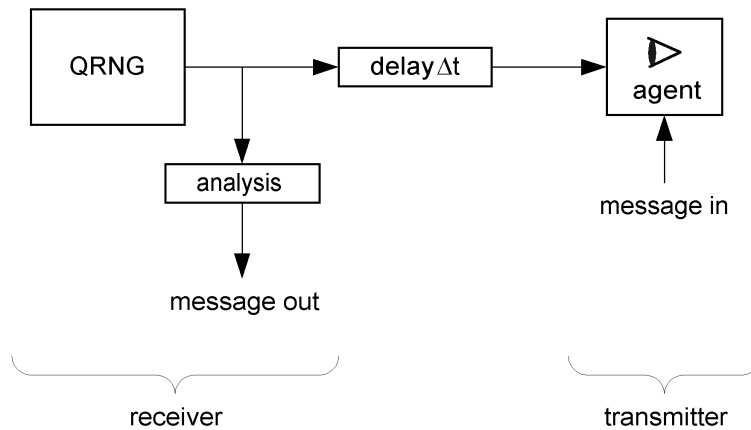 QRNG
delay Δt
agent
analysis
message in
message out
receiver
transmitter